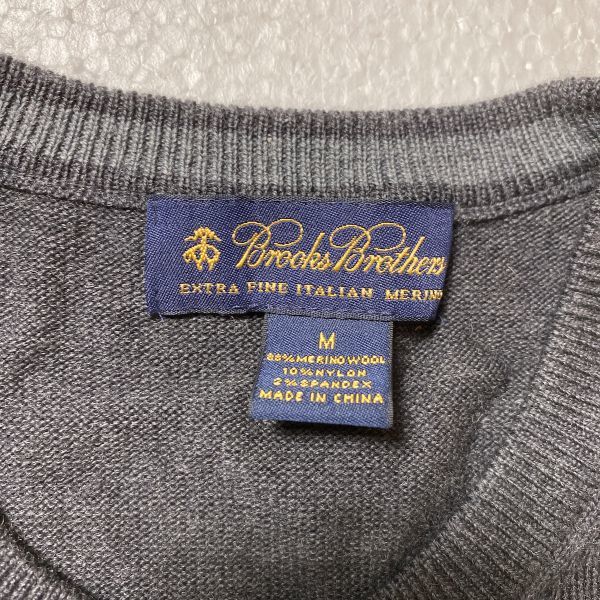 Brooks Brothers
EXTRA FINE ITALIAN MERINO
M
88% MERINO WOOL
10% NYLON
2% SPANDEX
MADE IN CHINA